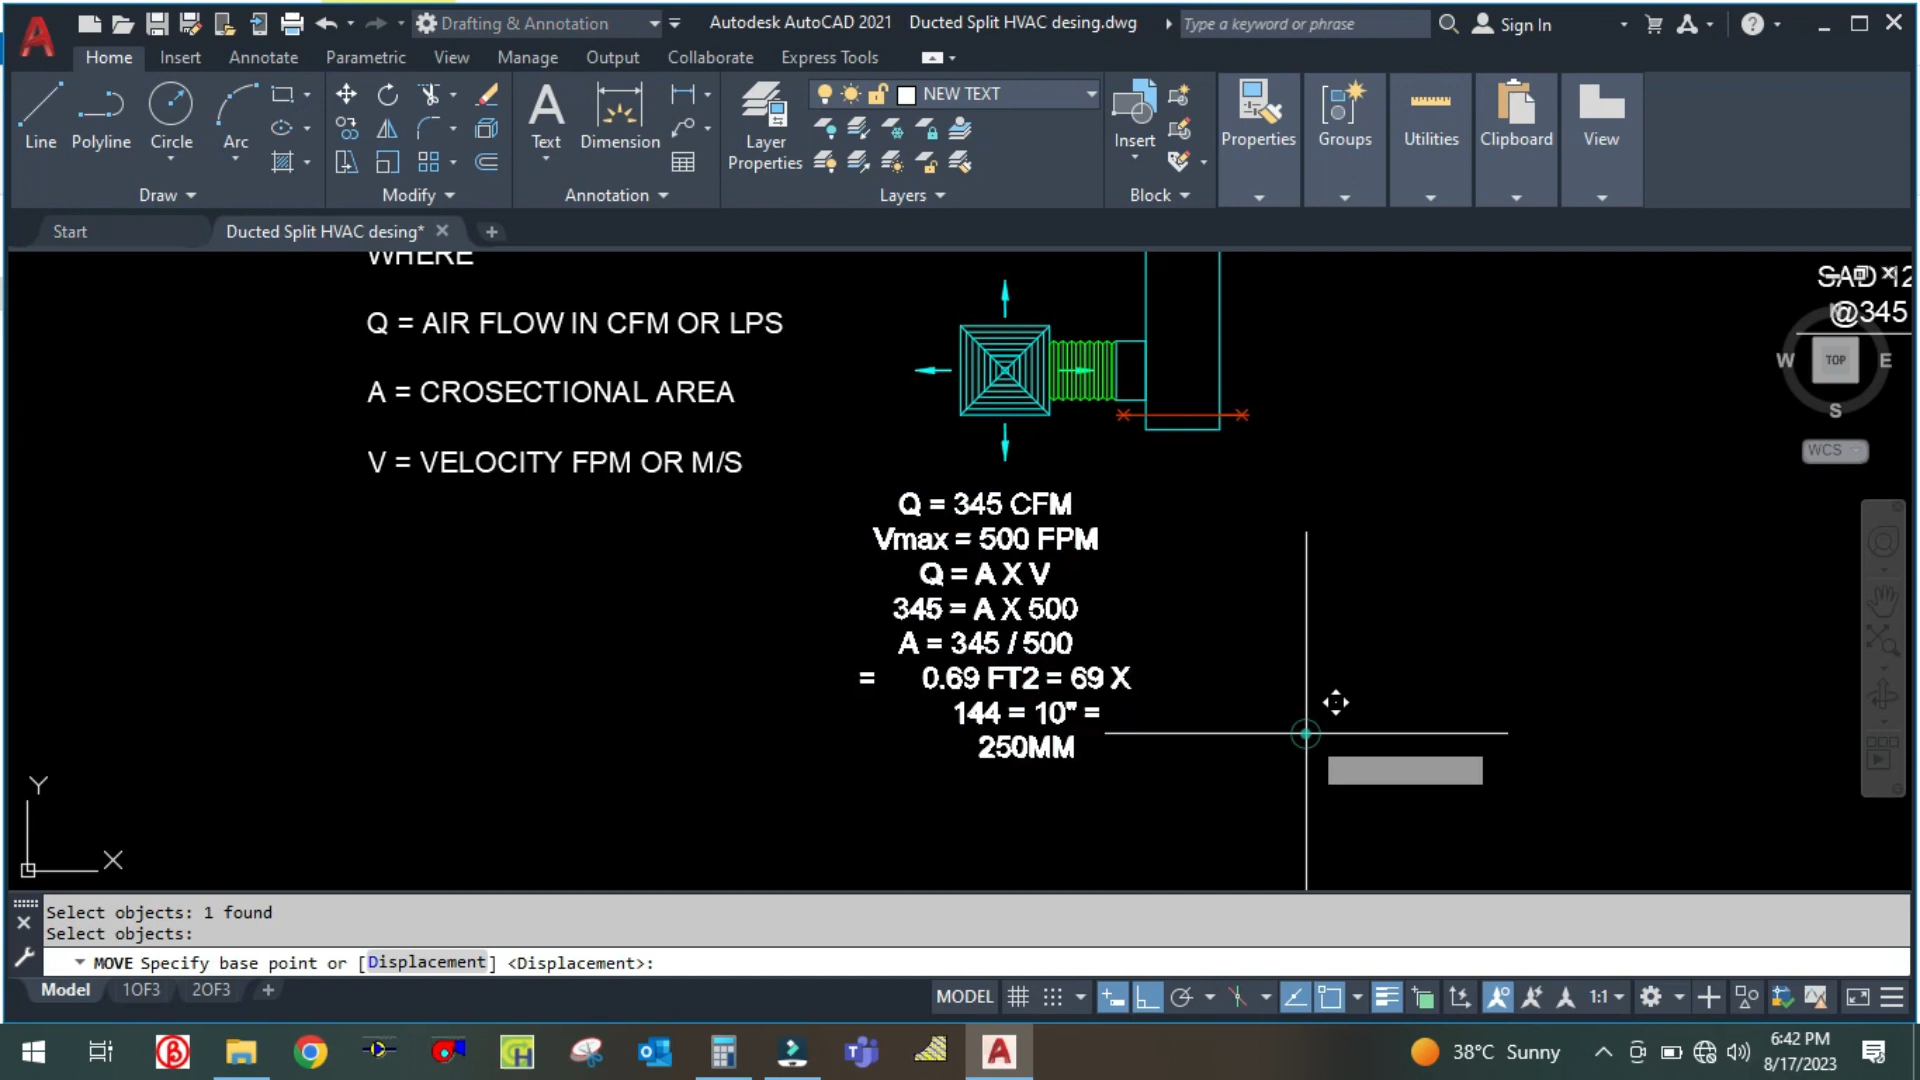 Drafting & Annotation
Autodesk AutoCAD 2021 Ducted Split HVAC desing.dwg
Type a keyword or phrase
Sign In
Home Insert Annotate Parametric View Manage Output Collaborate Express Tools
Line Polyline Circle Arc
Draw
Modify
Text Dimension
Annotation
Layer Properties
NEW TEXT
Layers
Insert
Block
Properties
Groups
Utilities
Clipboard
View
Start Ducted Split HVAC desing*
WHERE
Q = AIR FLOW IN CFM OR LPS
A = CROSECTIONAL AREA
V = VELOCITY FPM OR M/S
Q = 345 CFM
Vmax = 500 FPM
Q = A X V
345 = A X 500
A = 345 / 500
= 0.69 FT2 = 69 X
144 = 10" =
250MM
@345
W TOP E
S
WCS
Y
X
Select objects: 1 found
Select objects:
MOVE Specify base point or [Displacement] <Displacement>:
Model 1OF3 2OF3 +
MODEL
1:1
38°C Sunny
6:42 PM
8/17/2023